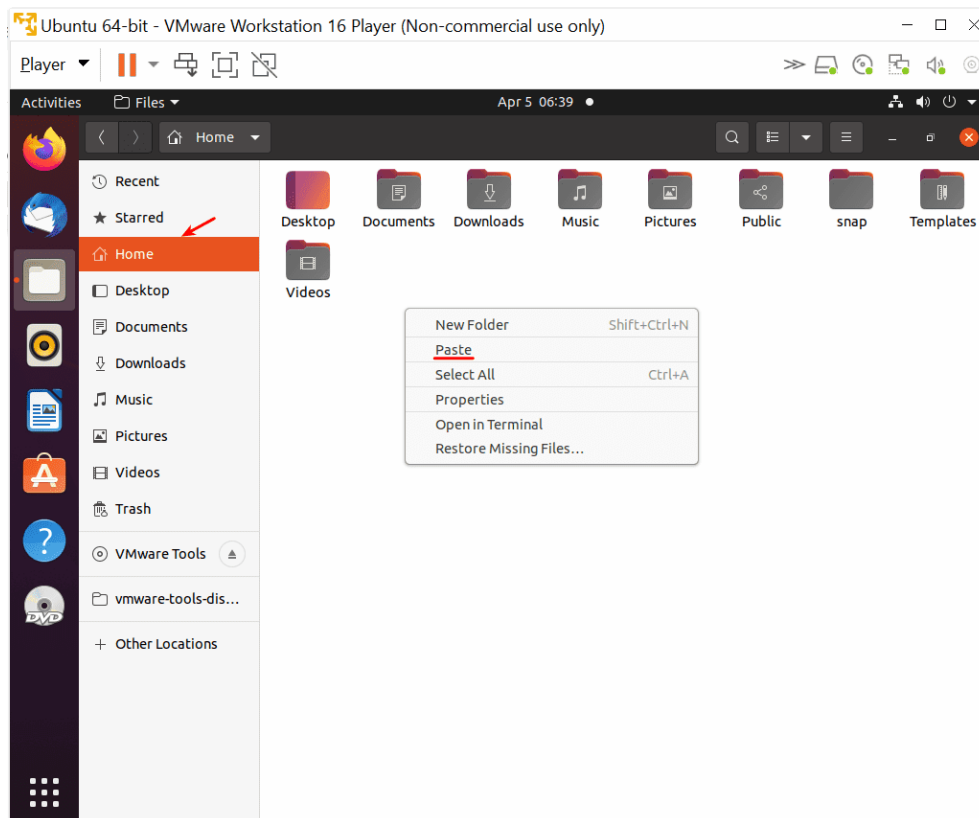 Ubuntu 64-bit - VMware Workstation 16 Player (Non-commercial use only)
Player
Activities Files Apr 5 06:39
Home
Recent
Starred
Home
Desktop
Documents
Downloads
Music
Pictures
Videos
Trash
VMware Tools
vmware-tools-dis...
Other Locations
Desktop Documents Downloads Music Pictures Public snap Templates
Videos
New Folder Shift+Ctrl+N
Paste
Select All Ctrl+A
Properties
Open in Terminal
Restore Missing Files...
DVD